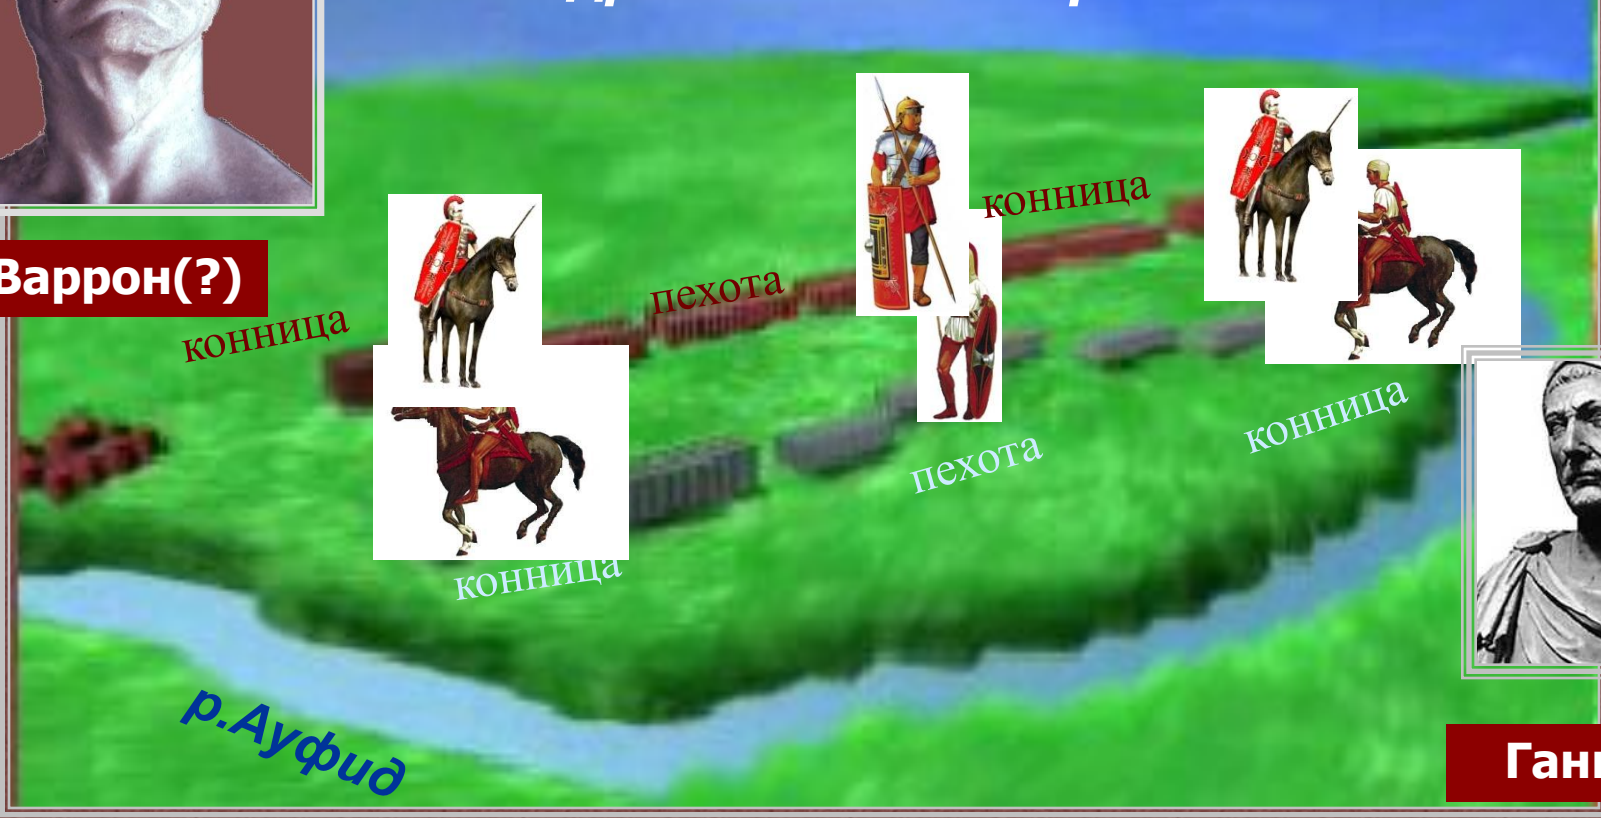 Варрон(?)
конница
пехота
конница
конница
пехота
конница
р.Ауфид